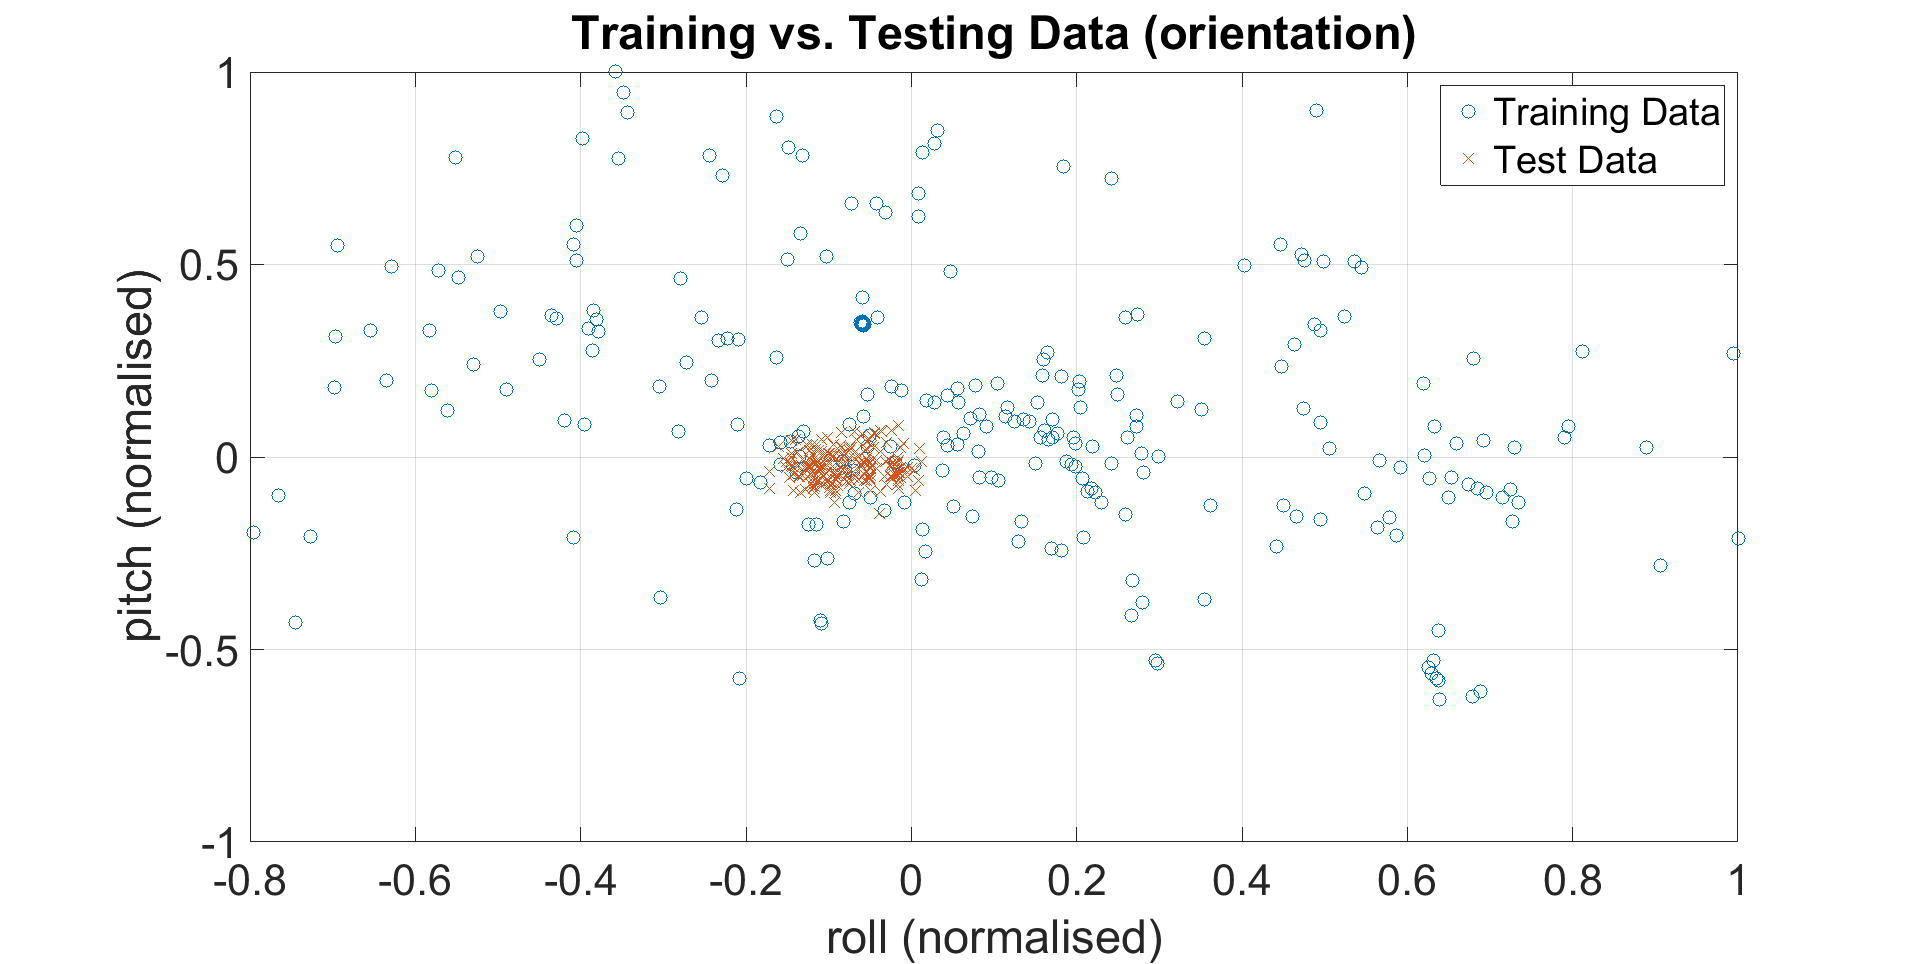 Training vs. Testing Data (orientation)
Training Data
Test Data
1
0.5
0
-0.5
-1
pitch (normalised)
-0.8 -0.6 -0.4 -0.2 0 0.2 0.4 0.6 0.8 1
roll (normalised)